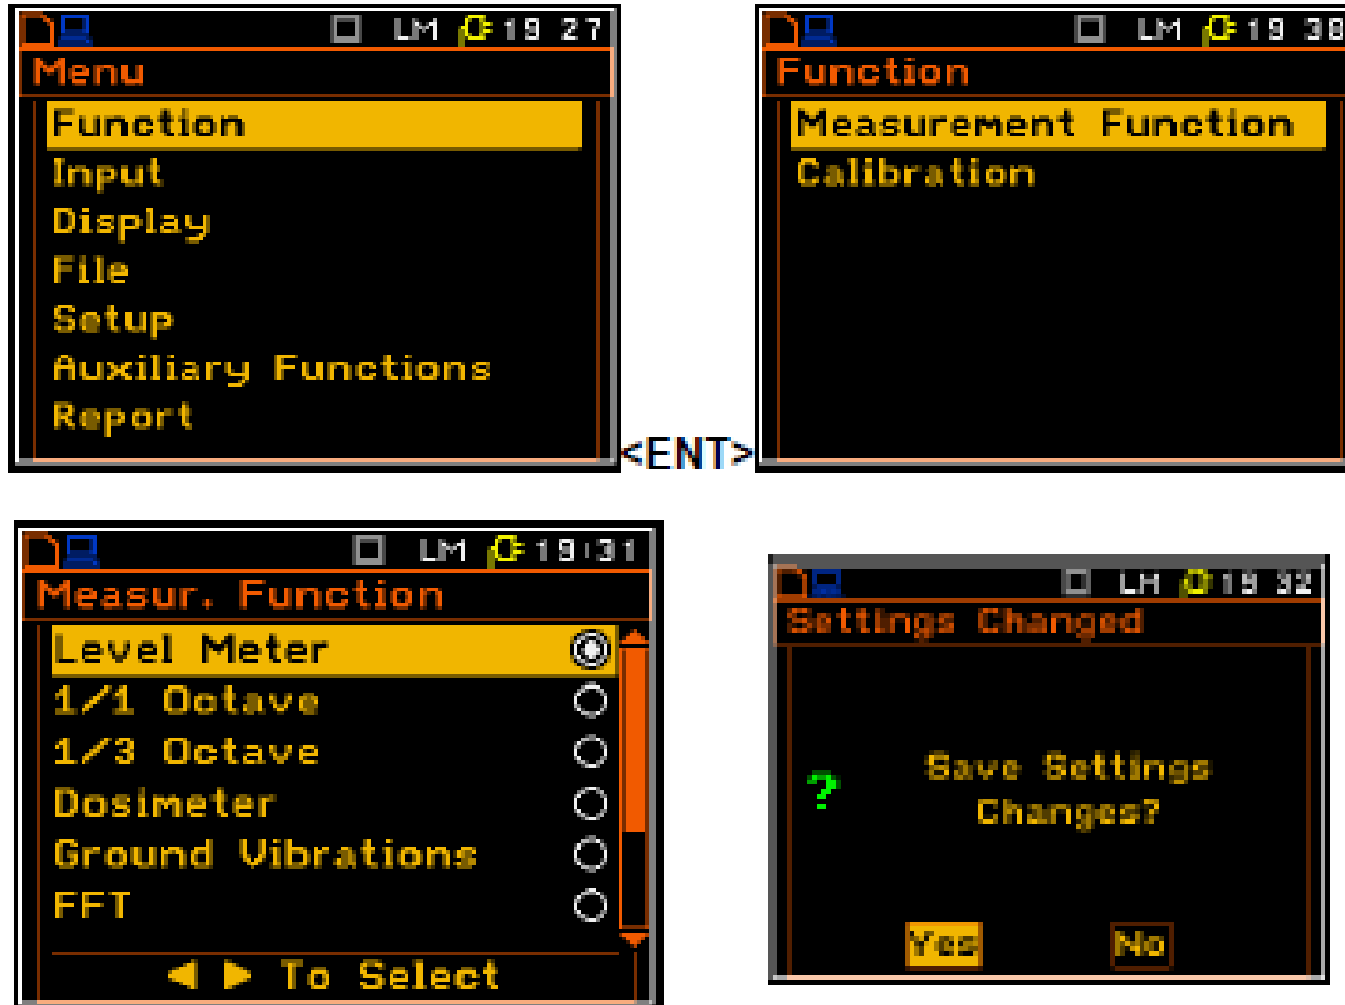 LM 19 27
Menu
Function
Input
Display
File
Setup
Auxiliary Functions
Report
<ENT>
LM 19 38
Function
Measurement Function
Calibration
LM 19:31
Measur. Function
Level Meter
1/1 Octave
1/3 Octave
Dosimeter
Ground Vibrations
FFT
◀ ▶ To Select
LM 19 32
Settings Changed
? Save Settings
Changes?
Yes No